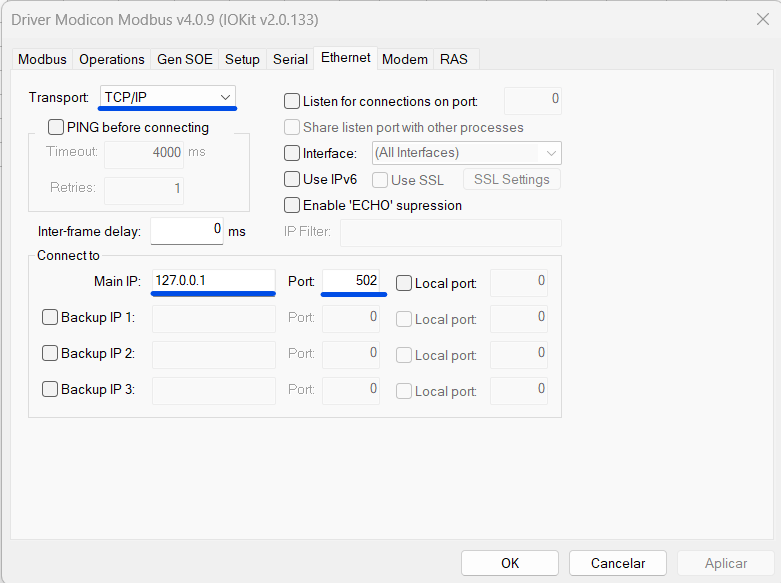 Driver Modicon Modbus v4.0.9 (IOKit v2.0.133)
Modbus Operations Gen SOE Setup Serial Ethernet Modem RAS
Transport: TCP/IP
PING before connecting
Timeout: 4000 ms
Retries: 1
Inter-frame delay: 0 ms
Listen for connections on port: 0
Share listen port with other processes
Interface: (All Interfaces)
Use IPv6 Use SSL SSL Settings
Enable 'ECHO' supression
IP Filter:
Connect to
Main IP: 127.0.0.1 Port: 502 Local port: 0
Backup IP 1: Port: 0 Local port: 0
Backup IP 2: Port: 0 Local port: 0
Backup IP 3: Port: 0 Local port: 0
OK Cancelar Aplicar